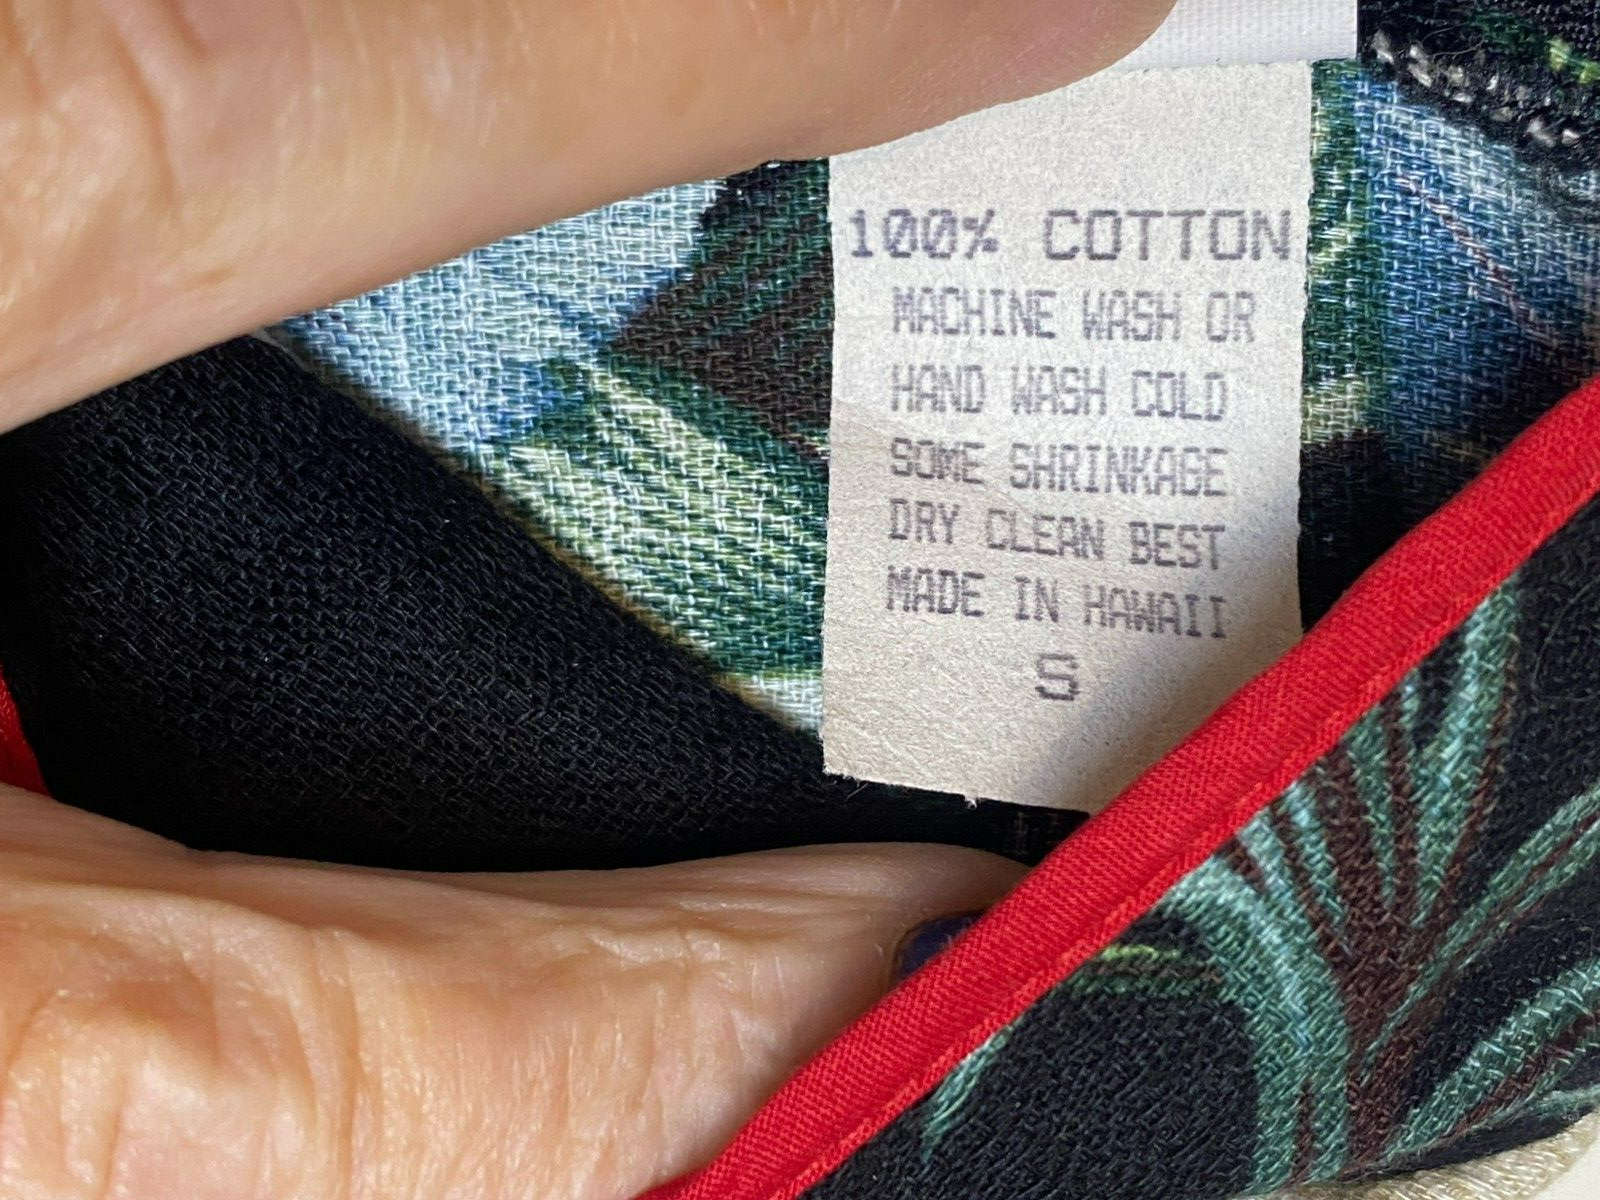 100% COTTON
MACHINE WASH OR
HAND WASH COLD
SOME SHRINKAGE
DRY CLEAN BEST
MADE IN HAWAII
S